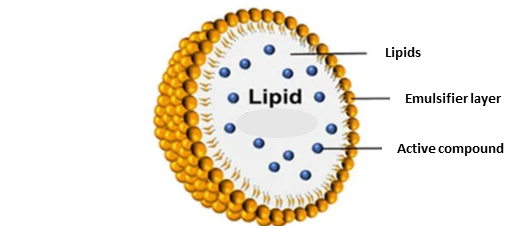 Lipids
Lipid
Emulsifier layer
Active compound